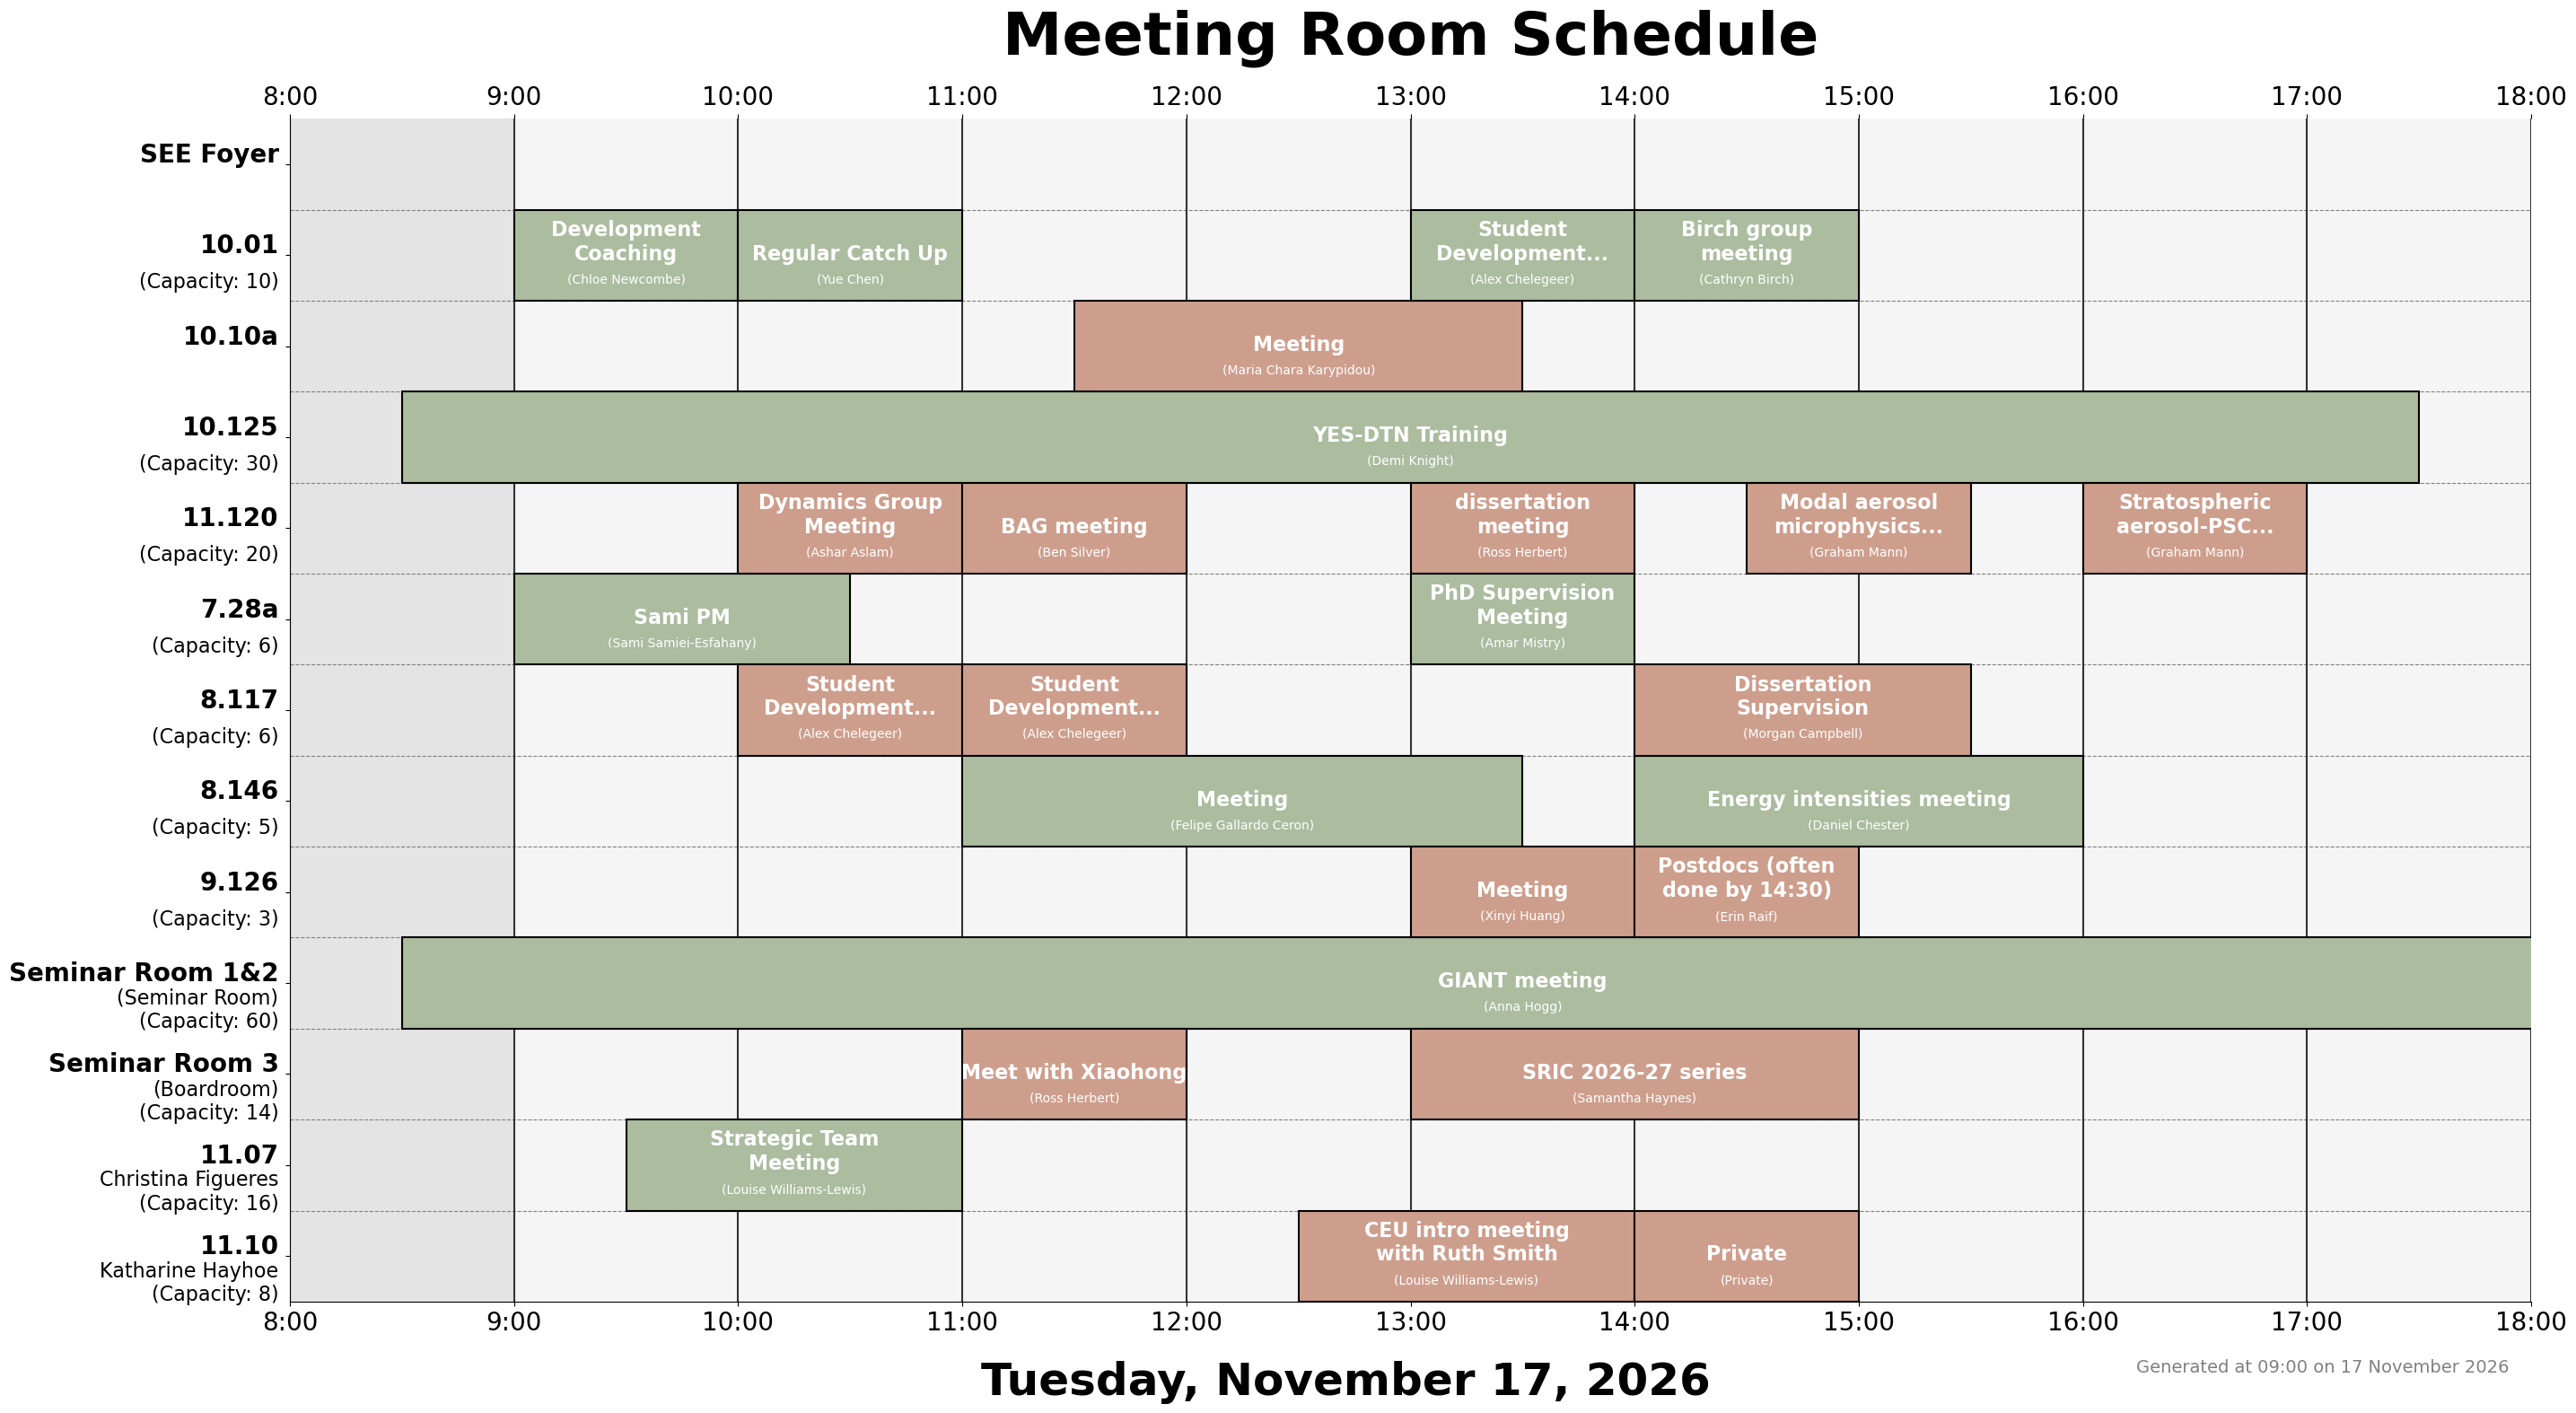 Meeting Room Schedule
8:00 9:00 10:00 11:00 12:00 13:00 14:00 15:00 16:00 17:00 18:00
SEE Foyer
10.01
(Capacity: 10)
Development
Coaching
(Chloe Newcombe)
Regular Catch Up
(Yue Chen)
Student
Development...
(Alex Chelegeer)
Birch group
meeting
(Cathryn Birch)
10.10a
Meeting
(Maria Chara Karypidou)
10.125
(Capacity: 30)
YES-DTN Training
(Demi Knight)
11.120
(Capacity: 20)
Dynamics Group
Meeting
(Ashar Aslam)
BAG meeting
(Ben Silver)
dissertation
meeting
(Ross Herbert)
Modal aerosol
microphysics...
(Graham Mann)
Stratospheric
aerosol-PSC...
(Graham Mann)
7.28a
(Capacity: 6)
Sami PM
(Sami Samiei-Esfahany)
PhD Supervision
Meeting
(Amar Mistry)
8.117
(Capacity: 6)
Student
Development...
(Alex Chelegeer)
Student
Development...
(Alex Chelegeer)
Dissertation
Supervision
(Morgan Campbell)
8.146
(Capacity: 5)
Meeting
(Felipe Gallardo Ceron)
Energy intensities meeting
(Daniel Chester)
9.126
(Capacity: 3)
Meeting
(Xinyi Huang)
Postdocs (often
done by 14:30)
(Erin Raif)
Seminar Room 1&2
(Seminar Room)
(Capacity: 60)
GIANT meeting
(Anna Hogg)
Seminar Room 3
(Boardroom)
(Capacity: 14)
Meet with Xiaohong
(Ross Herbert)
SRIC 2026-27 series
(Samantha Haynes)
11.07
Christina Figueres
(Capacity: 16)
Strategic Team
Meeting
(Louise Williams-Lewis)
11.10
Katharine Hayhoe
(Capacity: 8)
CEU intro meeting
with Ruth Smith
(Louise Williams-Lewis)
Private
(Private)
8:00 9:00 10:00 11:00 12:00 13:00 14:00 15:00 16:00 17:00 18:00
Tuesday, November 17, 2026
Generated at 09:00 on 17 November 2026